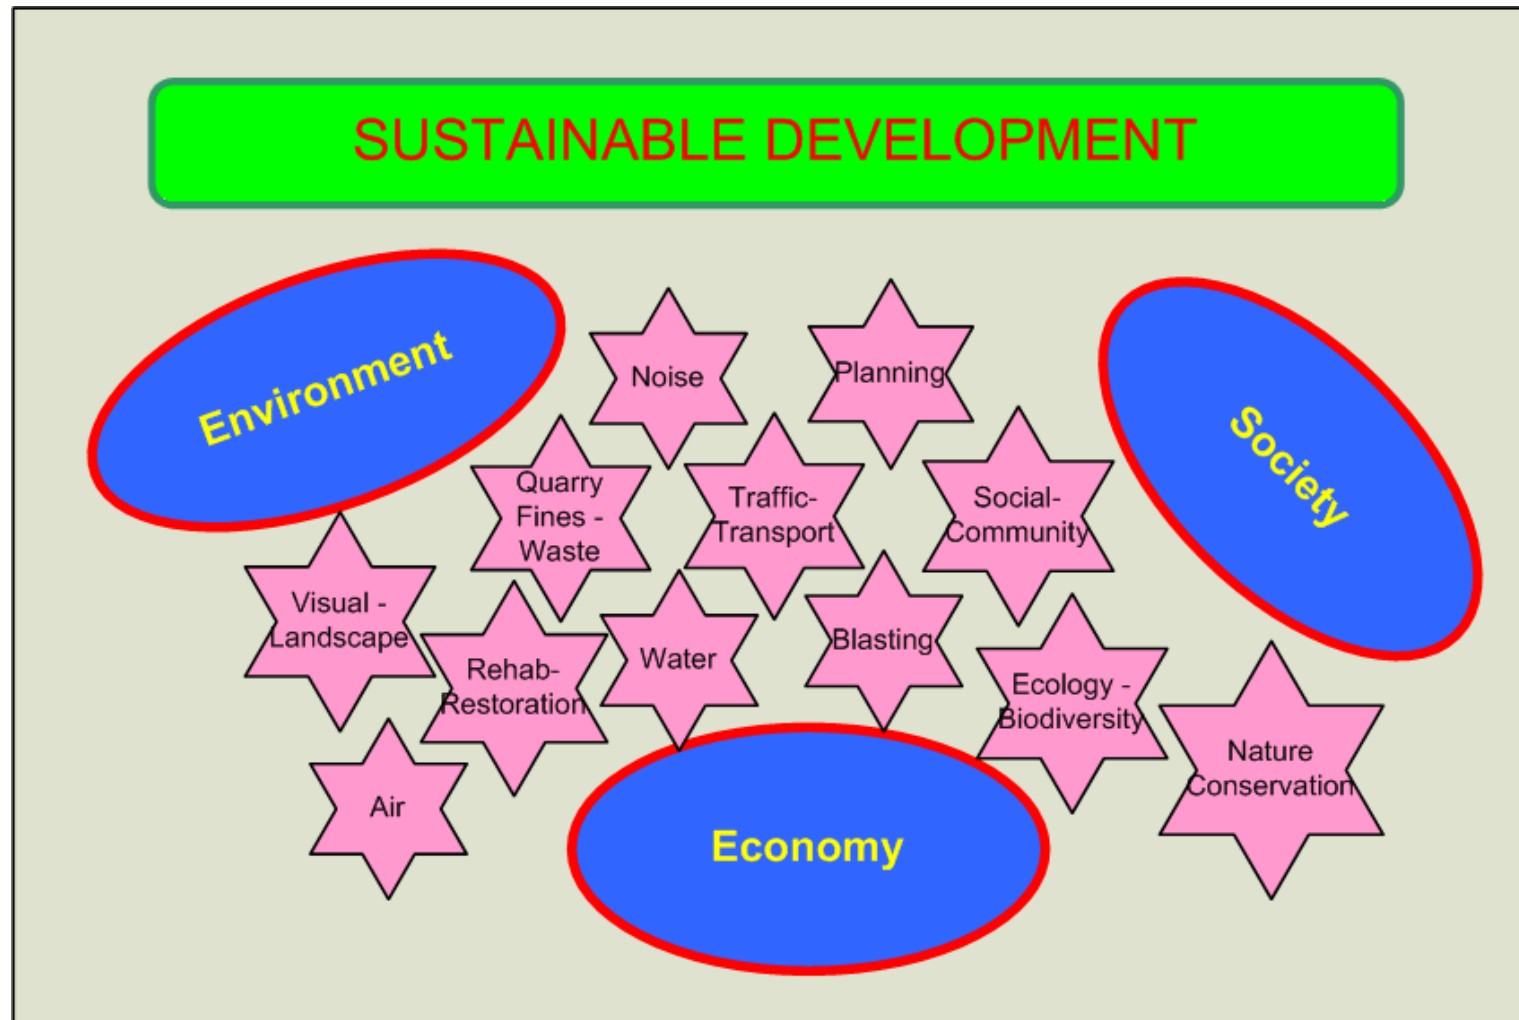 SUSTAINABLE DEVELOPMENT
Environment
Society
Noise
Planning
Quarry
Fines -
Waste
Traffic-
Transport
Social-
Community
Visual -
Landscape
Rehab-
Restoration
Water
Blasting
Ecology -
Biodiversity
Nature
Conservation
Air
Economy